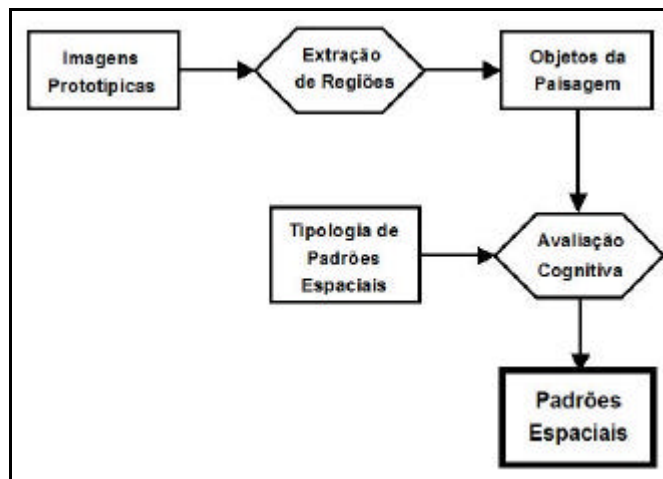 Imagens
Prototípicas
Extração
de Regiões
Objetos da
Paisagem
Tipologia de
Padrões
Espaciais
Avaliação
Cognitiva
Padrões
Espaciais